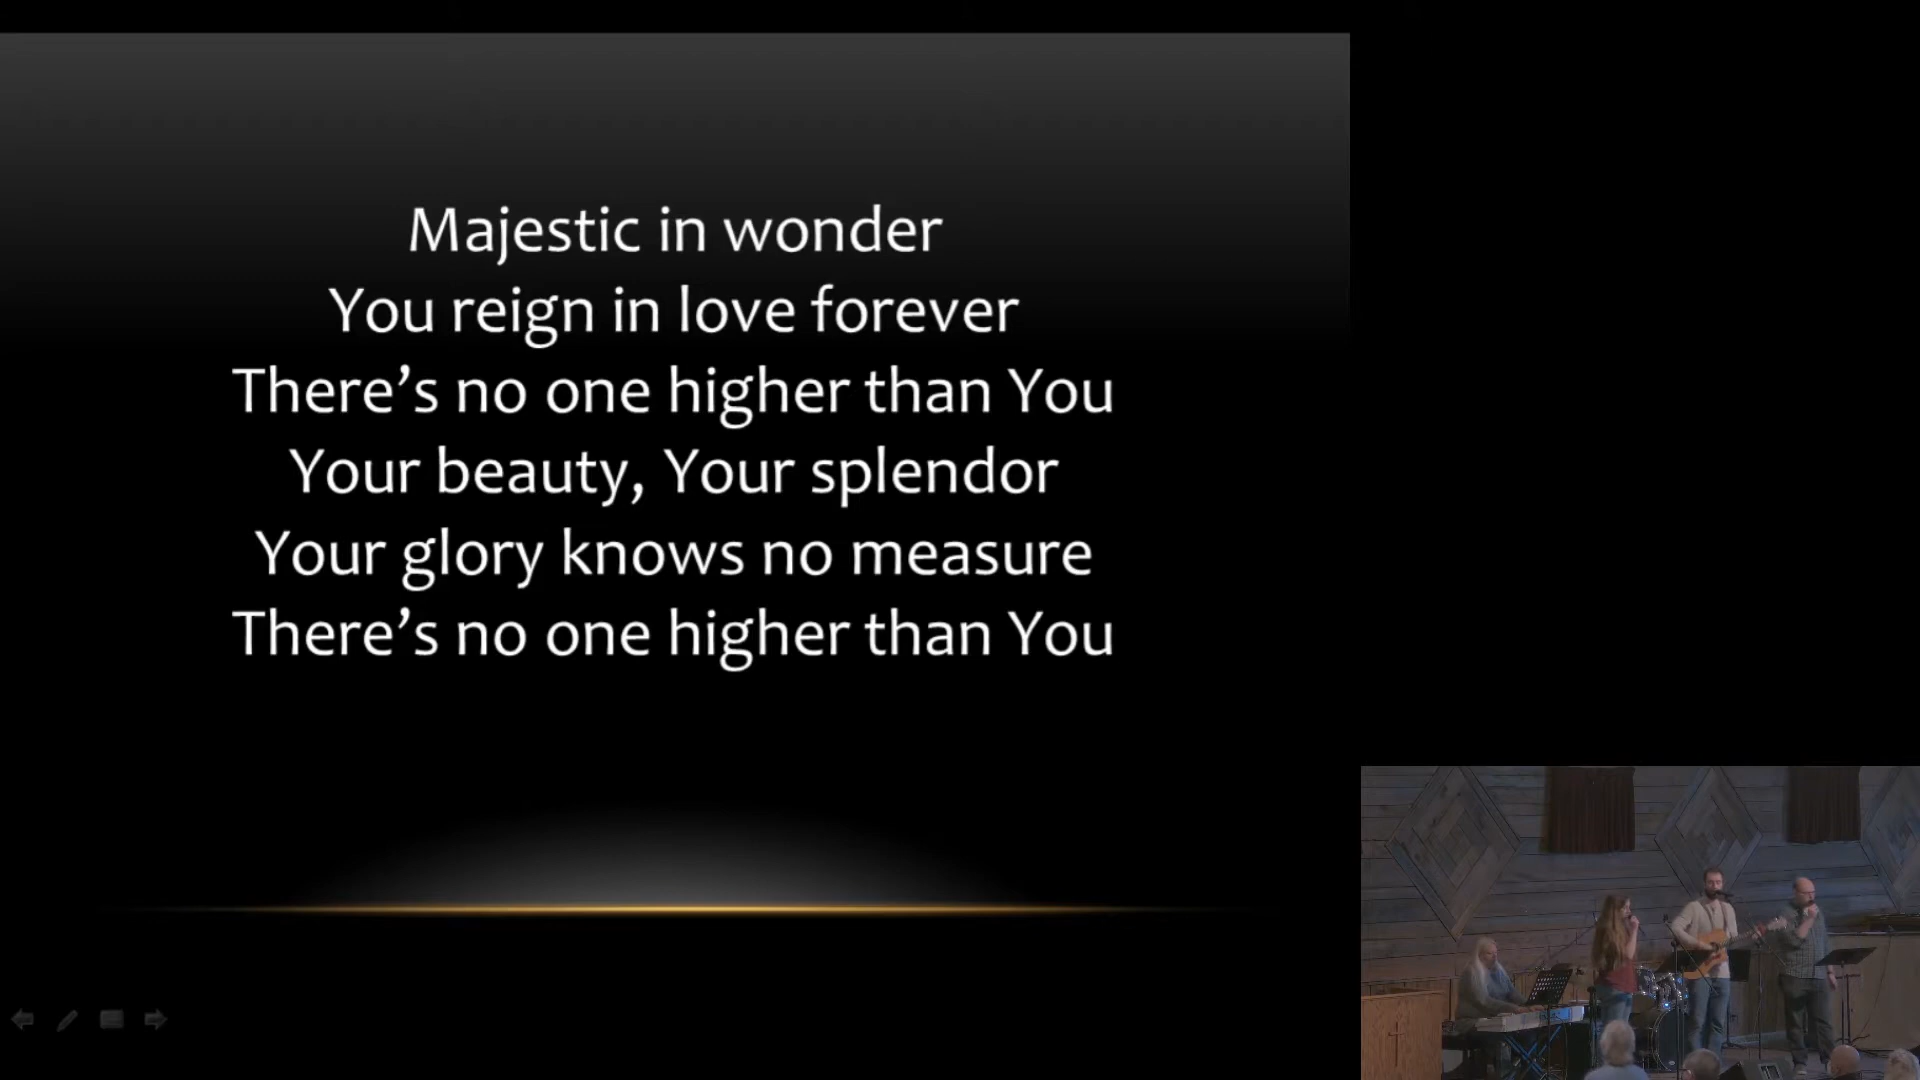 Majestic in wonder
You reign in love forever
There’s no one higher than You
Your beauty, Your splendor
Your glory knows no measure
There’s no one higher than You